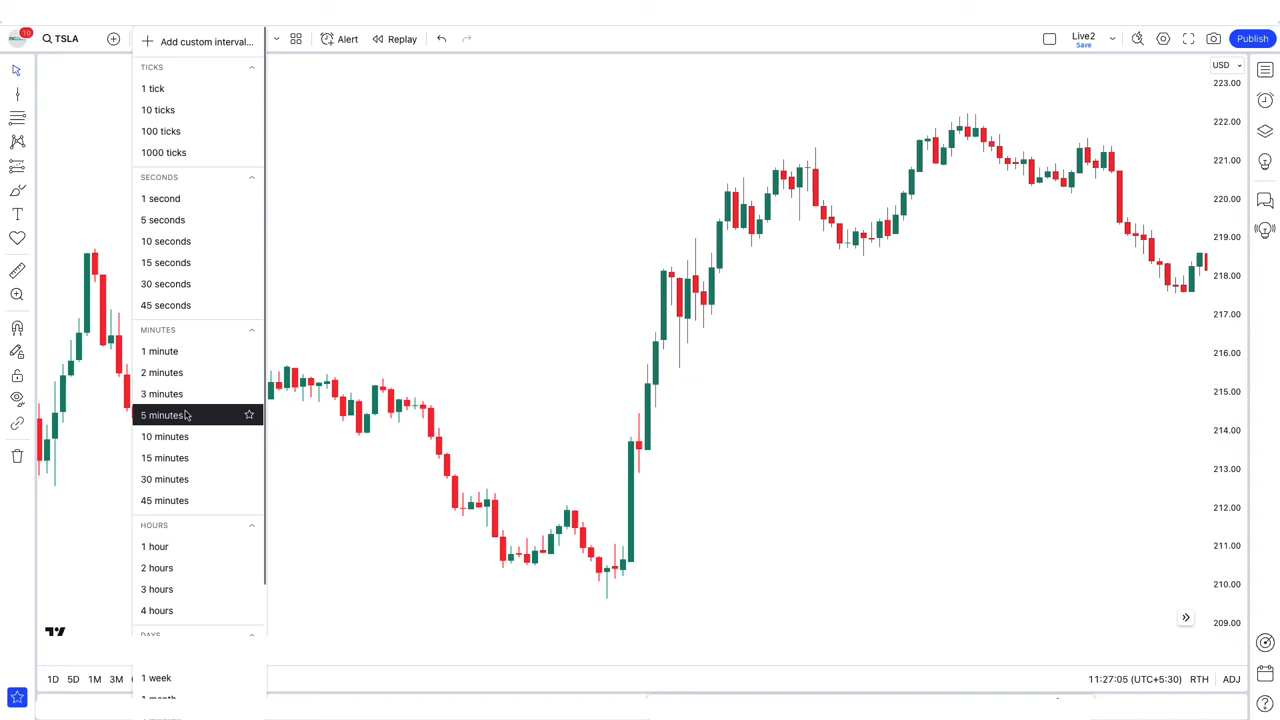 10
TSLA
Alert
Replay
Live2
Save
Publish
Add custom interval...
TICKS
1 tick
10 ticks
100 ticks
1000 ticks
SECONDS
1 second
5 seconds
10 seconds
15 seconds
30 seconds
45 seconds
MINUTES
1 minute
2 minutes
3 minutes
5 minutes
10 minutes
15 minutes
30 minutes
45 minutes
HOURS
1 hour
2 hours
3 hours
4 hours
DAYS
1 week
1 month
USD
223.00
222.00
221.00
220.00
219.00
218.00
217.00
216.00
215.00
214.00
213.00
212.00
211.00
210.00
209.00
1D 5D 1M 3M
11:27:05 (UTC+5:30) RTH ADJ